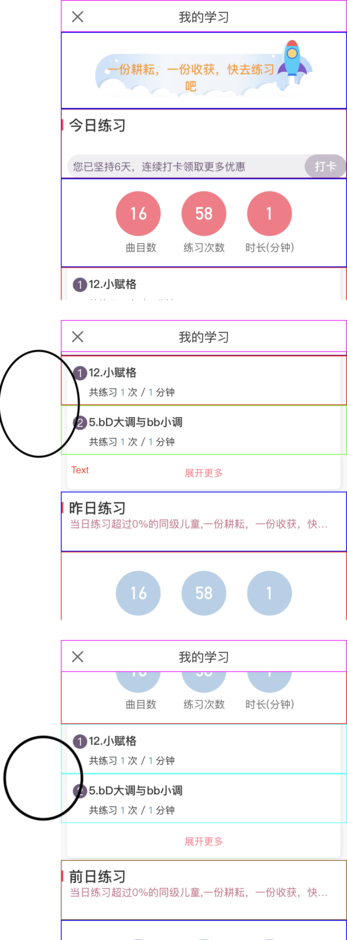 我的学习
一份耕耘，一份收获，快去练习
吧
今日练习
您已坚持6天，连续打卡领取更多优惠
打卡
16 58 1
曲目数 练习次数 时长(分钟)
1 12.小赋格
我的学习
1 12.小赋格
共练习 1 次 / 1 分钟
2 5.bD大调与bb小调
共练习 1 次 / 1 分钟
Text
展开更多
昨日练习
当日练习超过0%的同级儿童,一份耕耘，一份收获，快...
16 58 1
我的学习
曲目数 练习次数 时长(分钟)
1 12.小赋格
共练习 1 次 / 1 分钟
5.bD大调与bb小调
共练习 1 次 / 1 分钟
展开更多
前日练习
当日练习超过0%的同级儿童,一份耕耘，一份收获，快...